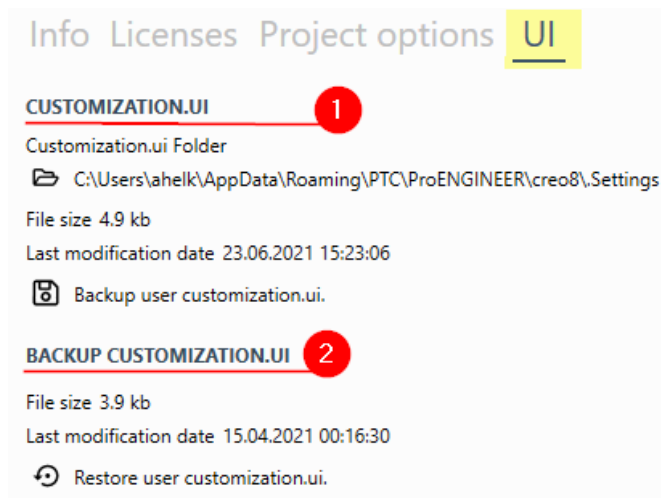 Info Licenses Project options UI
CUSTOMIZATION.UI 1
Customization.ui Folder
C:\Users\ahelk\AppData\Roaming\PTC\ProENGINEER\creo8\.Settings
File size 4.9 kb
Last modification date 23.06.2021 15:23:06
Backup user customization.ui.
BACKUP CUSTOMIZATION.UI 2
File size 3.9 kb
Last modification date 15.04.2021 00:16:30
Restore user customization.ui.